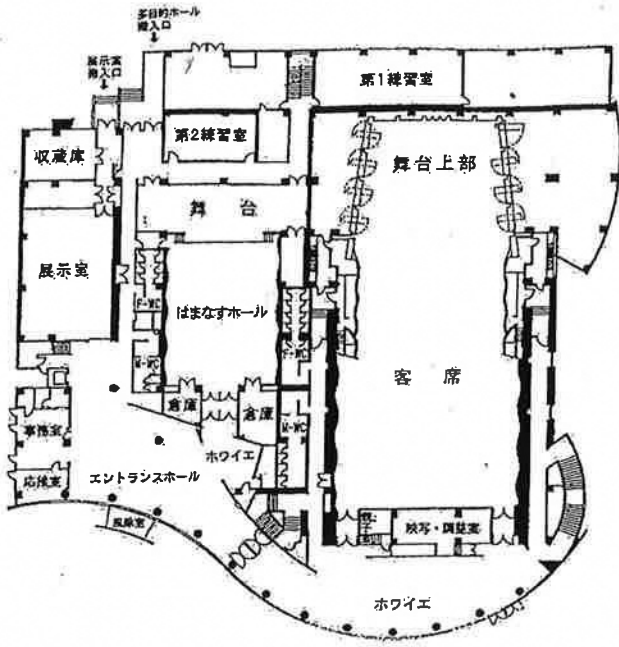 多目的ホール
搬入口
展示室
搬入口
第1練習室
第2練習室
収蔵庫
舞台上部
舞台
展示室
F-WC
はまなすホール
F-WC
M-WC
客席
倉庫
倉庫
M-WC
事務室
ホワイエ
エントランスホール
応接室
風除室
映写・調整室
ホワイエ